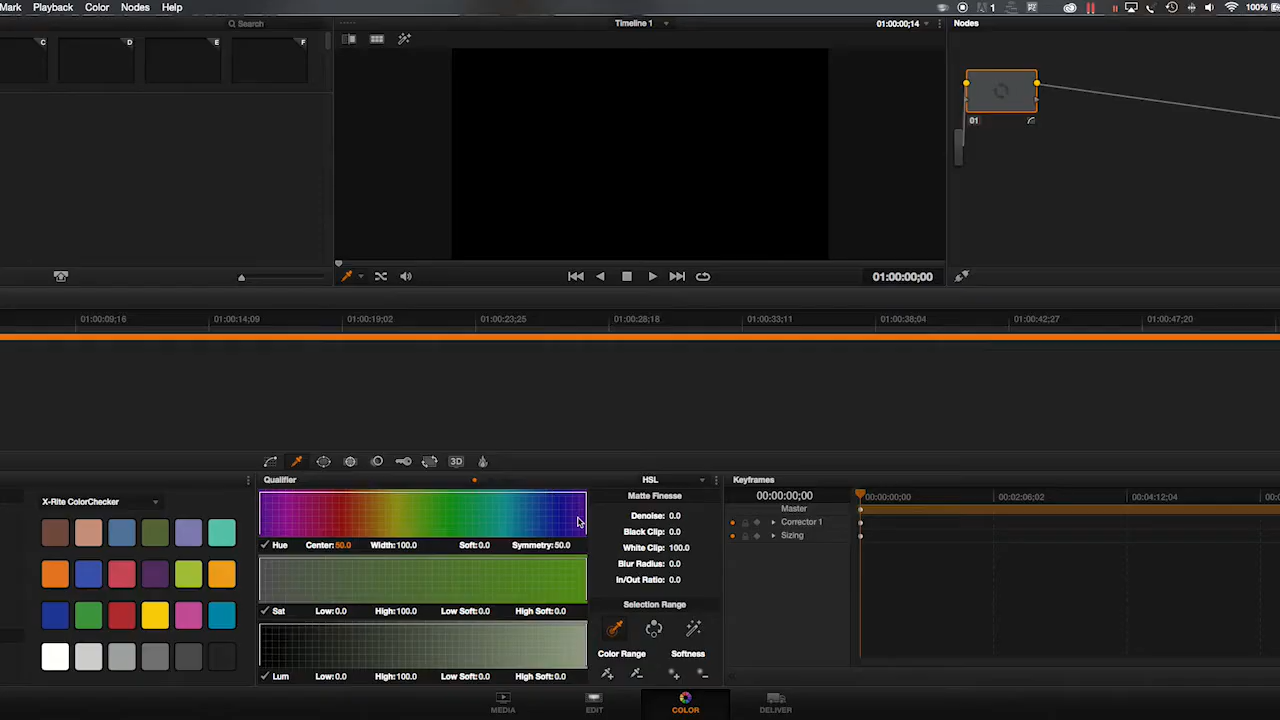 Mark Playback Color Nodes Help 1 100%
Search Timeline 1 01:00:00;14 Nodes
C D E F
01
01:00:00;00
01:00:09;16 01:00:14;09 01:00:19;02 01:00:23;25 01:00:28;18 01:00:33;11 01:00:38;04 01:00:42;27 01:00:47;20
3D
Qualifier HSL Keyframes
X-Rite ColorChecker
Matte Finesse
00:00:00;00 00:00:00;00 00:02:06;02 00:04:12;04
Master
Denoise: 0.0
Corrector 1
Black Clip: 0.0
Sizing
Hue Center: 50.0 Width: 100.0 Soft: 0.0 Symmetry: 50.0
White Clip: 100.0
Blur Radius: 0.0
In/Out Ratio: 0.0
Selection Range
Sat Low: 0.0 High: 100.0 Low Soft: 0.0 High Soft: 0.0
Color Range Softness
Lum Low: 0.0 High: 100.0 Low Soft: 0.0 High Soft: 0.0
MEDIA EDIT COLOR DELIVER